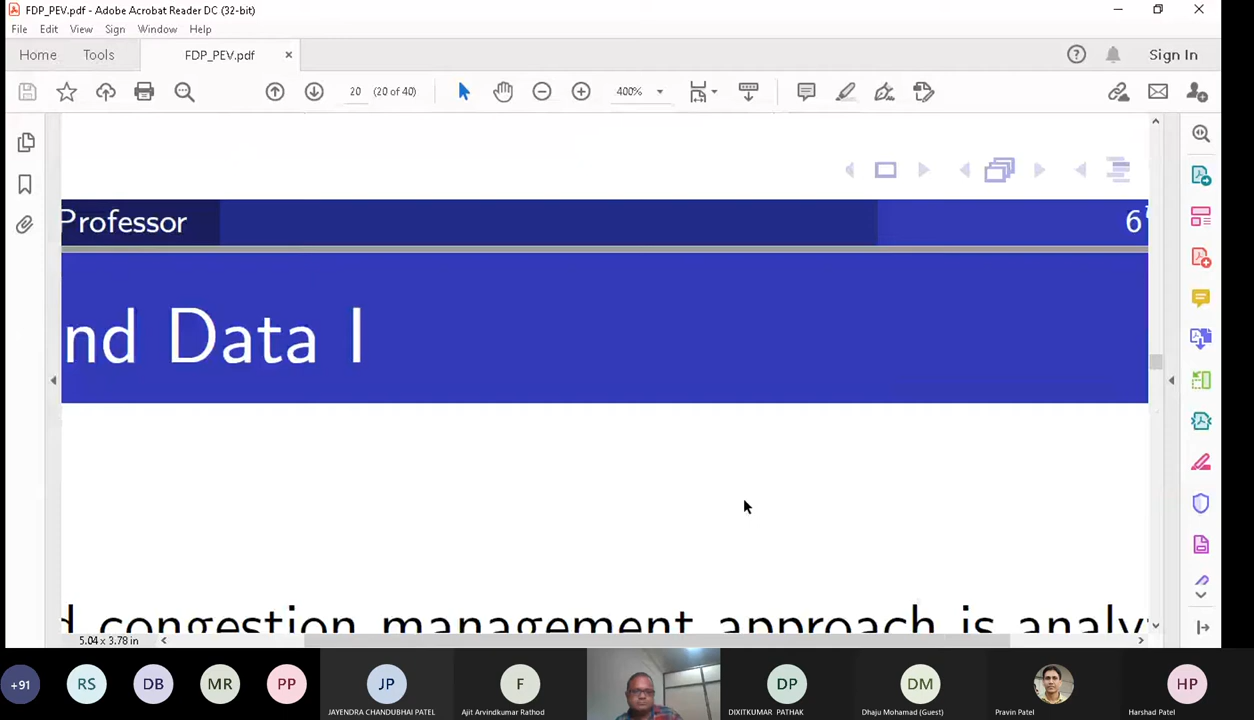 FDP_PEV.pdf - Adobe Acrobat Reader DC (32-bit)
File Edit View Sign Window Help
Home Tools FDP_PEV.pdf Sign In
20 (20 of 40) 400%
Professor 6
nd Data I
d congestion management approach is analy
5.04 x 3.78 in
+91 RS DB MR PP JP F DP DM HP
JAYENDRA CHANDUBHAI PATEL Ajit Arvindkumar Rathod DIXITKUMAR PATHAK Dhaju Mohamad (Guest) Pravin Patel Harshad Patel